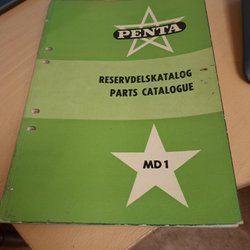 PENTA
RESERVDELSKATALOG
PARTS CATALOGUE
MD 1